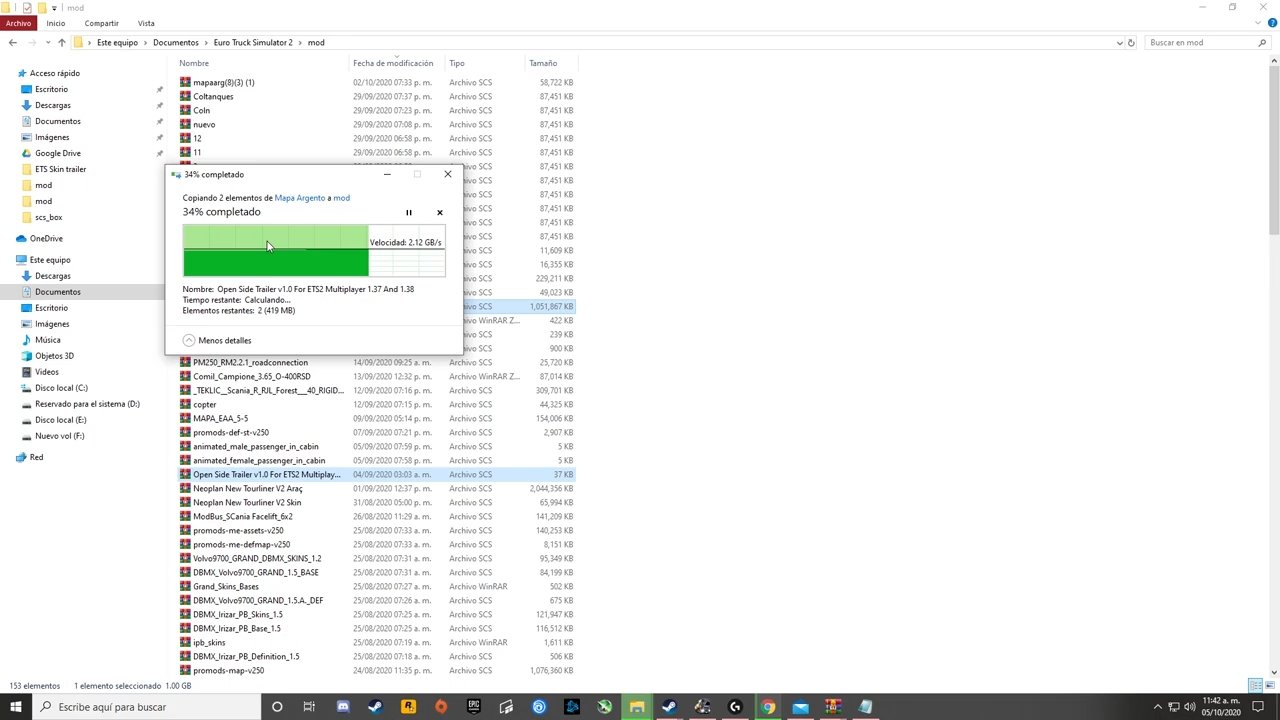 mod
Archivo Inicio Compartir Vista
Este equipo Documentos Euro Truck Simulator 2 mod
Buscar en mod
Nombre Fecha de modificación Tipo Tamaño
Acceso rápido
Escritorio
Descargas
Documentos
Imágenes
Google Drive
ETS Skin trailer
mod
mod
scs_box
OneDrive
Este equipo
Descargas
Documentos
Escritorio
Imágenes
Música
Objetos 3D
Videos
Disco local (C:)
Reservado para el sistema (D:)
Disco local (E:)
Nuevo vol (F:)
Red
mapaarg(8)(3) (1) 02/10/2020 07:33 p. m. Archivo SCS 58,722 KB
Coltanques 29/09/2020 07:37 p. m. Archivo SCS 87,451 KB
Coln 29/09/2020 07:23 p. m. Archivo SCS 87,451 KB
nuevo 29/09/2020 07:08 p. m. Archivo SCS 87,451 KB
12 29/09/2020 06:58 p. m. Archivo SCS 87,451 KB
11 29/09/2020 06:58 p. m. Archivo SCS 87,451 KB
87,451 KB
SCS 87,451 KB
SCS 87,451 KB
SCS 87,451 KB
SCS 87,451 KB
SCS 87,451 KB
SCS 11,609 KB
SCS 16,355 KB
SCS 229,211 KB
SCS 49,023 KB
SCS 1,051,867 KB
WinRAR Z... 422 KB
SCS 239 KB
SCS 900 KB
34% completado
Copiando 2 elementos de Mapa Argento a mod
34% completado
Velocidad: 2.12 GB/s
Nombre: Open Side Trailer v1.0 For ETS2 Multiplayer 1.37 And 1.38
Tiempo restante: Calculando...
Elementos restantes: 2 (419 MB)
Menos detalles
PM250_RM2.2.1_roadconnection 14/09/2020 09:25 a. m. Archivo SCS 25,720 KB
Comil_Campione_3.65_O-400RSD 13/09/2020 12:32 p. m. Archivo WinRAR Z... 87,014 KB
_TEKLIC__Scania_R_RJL_Forest___40_RIGID... 12/09/2020 07:16 p. m. Archivo SCS 309,701 KB
copter 12/09/2020 07:15 p. m. Archivo SCS 44,325 KB
MAPA_EAA_5-5 09/09/2020 05:14 p. m. Archivo SCS 154,006 KB
promods-def-st-v250 07/09/2020 07:21 p. m. Archivo SCS 2,907 KB
animated_male_passenger_in_cabin 05/09/2020 07:59 p. m. Archivo SCS 5 KB
animated_female_passenger_in_cabin 05/09/2020 07:58 p. m. Archivo SCS 5 KB
Open Side Trailer v1.0 For ETS2 Multiplay... 04/09/2020 03:03 a. m. Archivo SCS 37 KB
Neoplan New Tourliner V2 Araç 01/09/2020 12:37 p. m. Archivo SCS 2,044,356 KB
Neoplan New Tourliner V2 Skin 31/08/2020 05:00 p. m. Archivo SCS 65,994 KB
ModBus_SCania Facelift_6x2 26/08/2020 11:29 a. m. Archivo SCS 141,209 KB
promods-me-assets-v250 25/08/2020 07:33 a. m. Archivo SCS 140,253 KB
promods-me-defmap-v250 25/08/2020 07:33 a. m. Archivo SCS 8,151 KB
Volvo9700_GRAND_DBMX_SKINS_1.2 25/08/2020 07:31 a. m. Archivo SCS 95,349 KB
DBMX_Volvo9700_GRAND_1.5_BASE 25/08/2020 07:31 a. m. Archivo SCS 84,199 KB
Grand_Skins_Bases 25/08/2020 07:27 a. m. Archivo WinRAR 502 KB
DBMX_Volvo9700_GRAND_1.5.A._DEF 25/08/2020 07:26 a. m. Archivo SCS 675 KB
DBMX_Irizar_PB_Skins_1.5 25/08/2020 07:26 a. m. Archivo SCS 121,947 KB
DBMX_Irizar_PB_Base_1.5 25/08/2020 07:25 a. m. Archivo SCS 116,512 KB
ipb_skins 25/08/2020 07:19 a. m. Archivo WinRAR 1,611 KB
DBMX_Irizar_PB_Definition_1.5 25/08/2020 07:18 a. m. Archivo SCS 506 KB
promods-map-v250 24/08/2020 11:35 p. m. Archivo SCS 1,076,360 KB
153 elementos 1 elemento seleccionado 1.00 GB
Escribe aquí para buscar
11:42 a. m.
05/10/2020